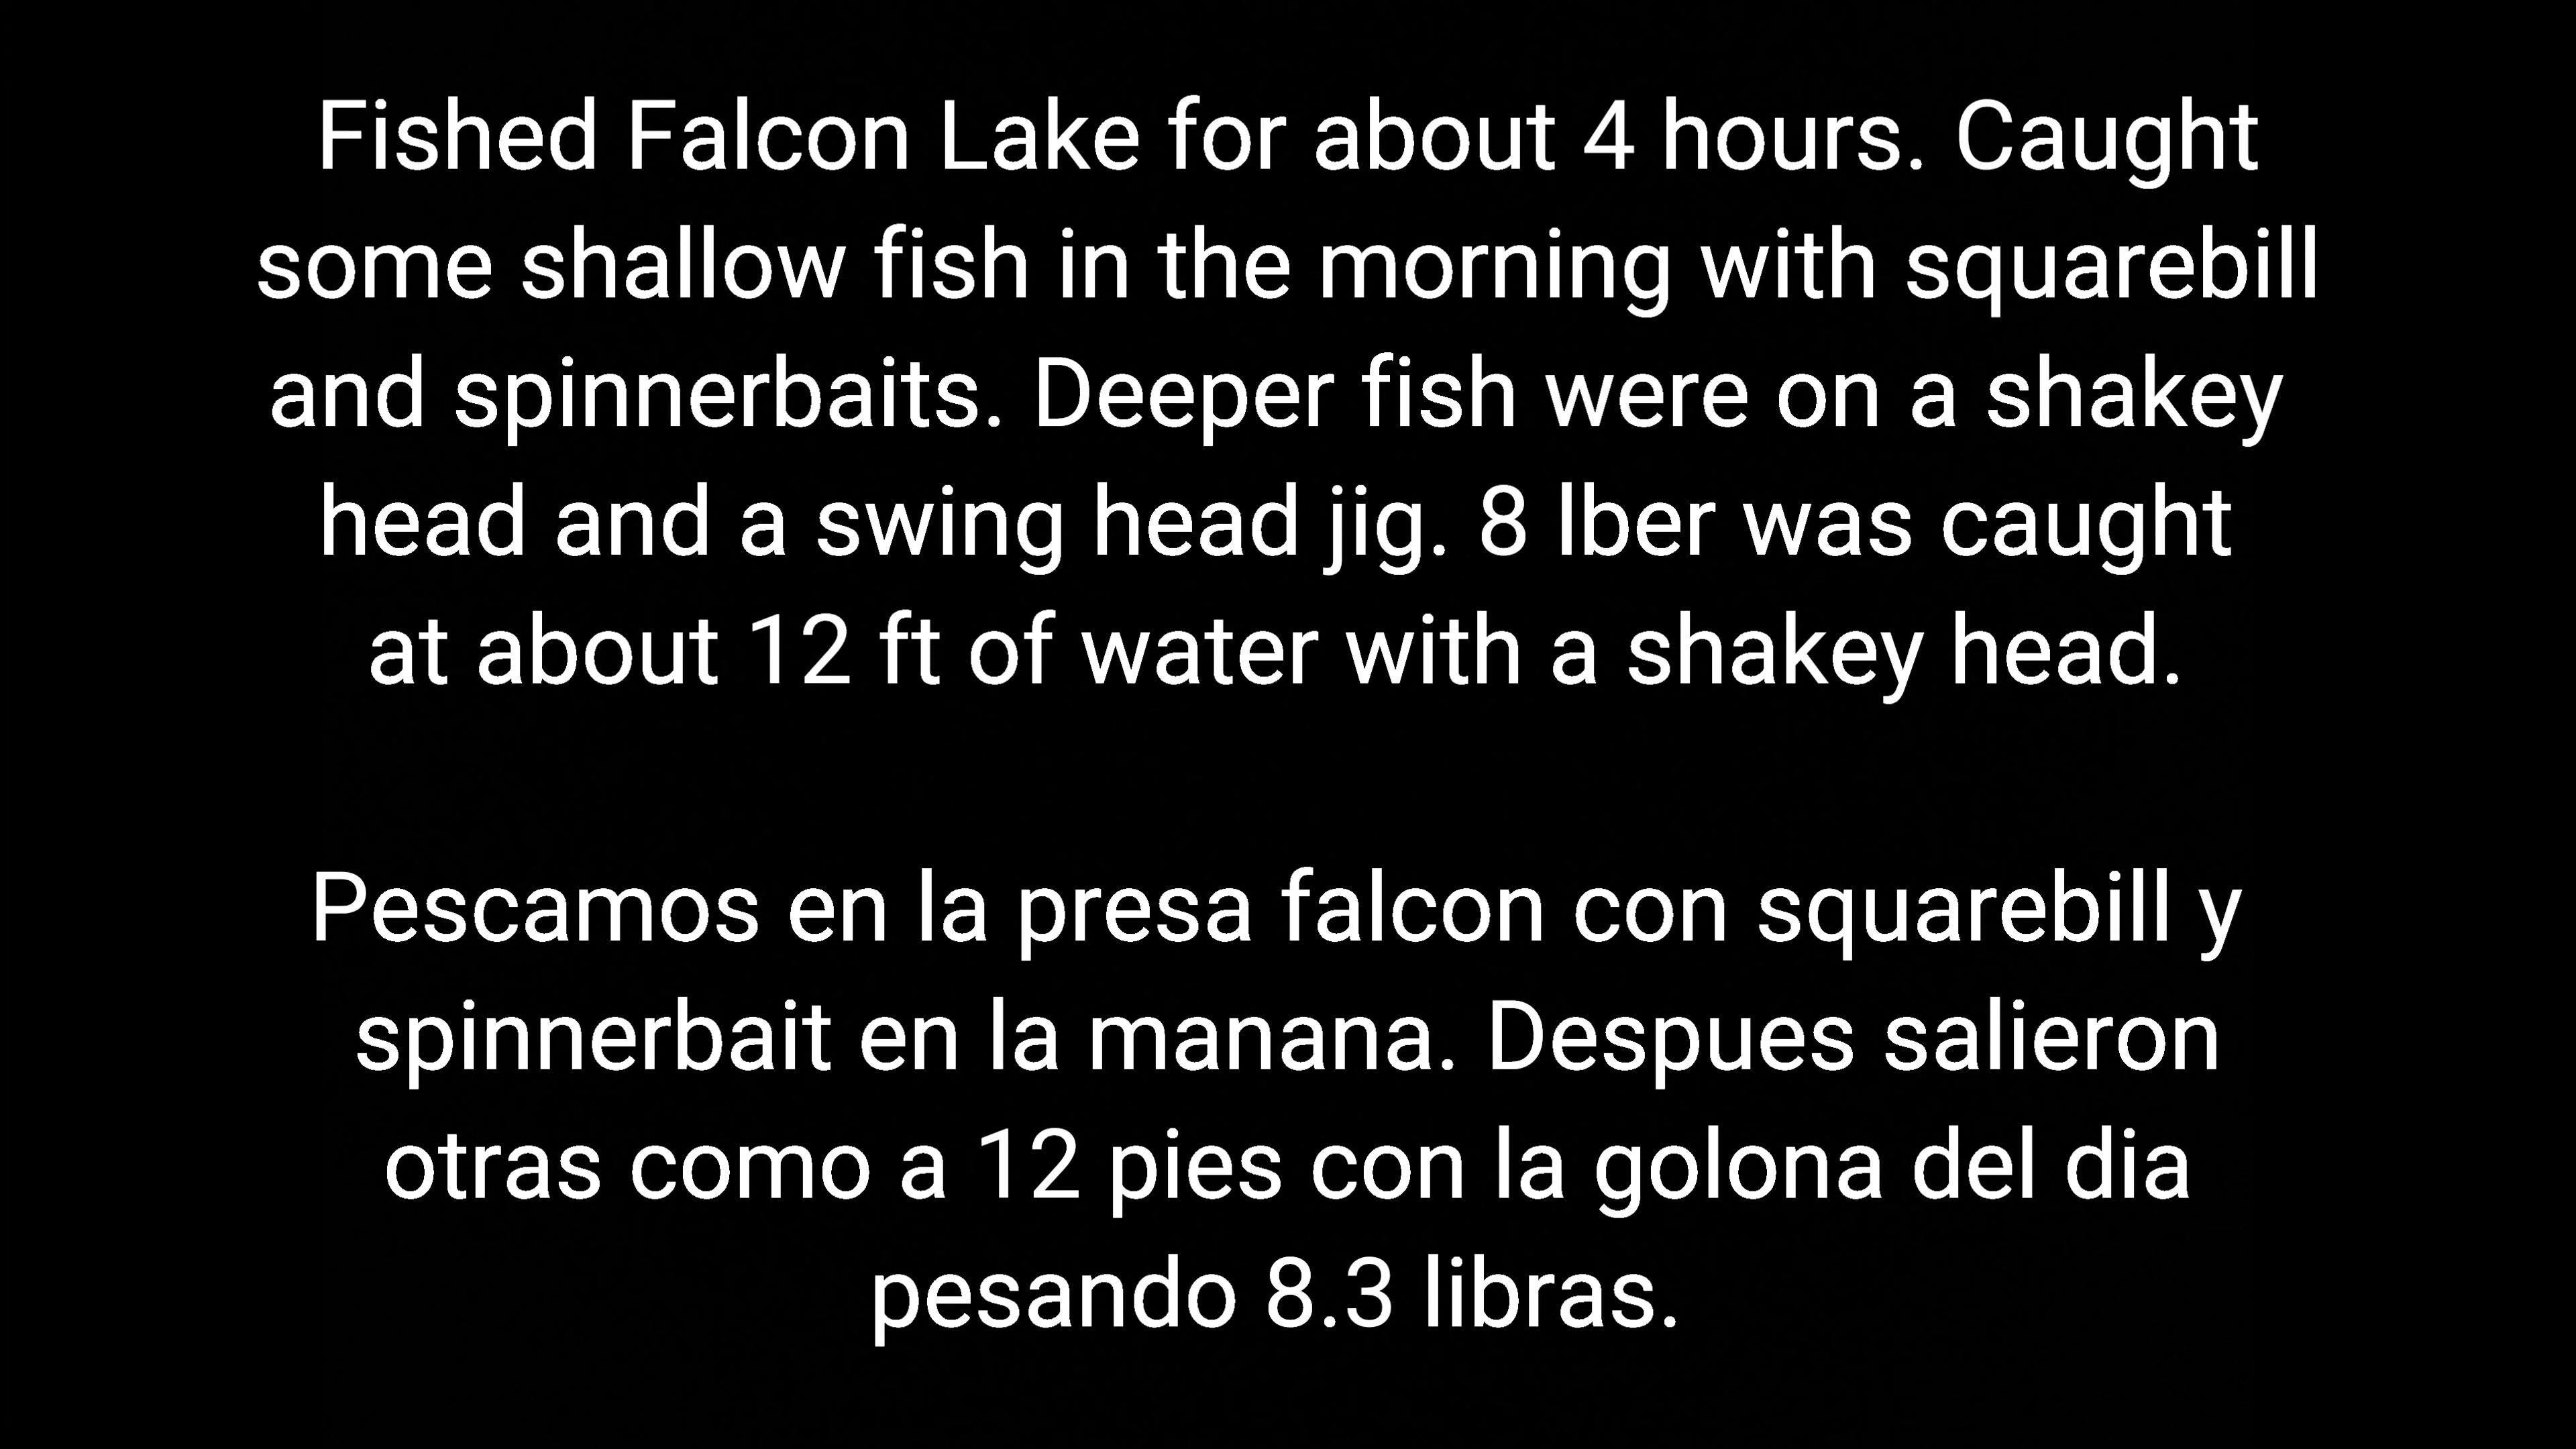 Fished Falcon Lake for about 4 hours. Caught
some shallow fish in the morning with squarebill
and spinnerbaits. Deeper fish were on a shakey
head and a swing head jig. 8 lber was caught
at about 12 ft of water with a shakey head.
Pescamos en la presa falcon con squarebill y
spinnerbait en la manana. Despues salieron
otras como a 12 pies con la golona del dia
pesando 8.3 libras.